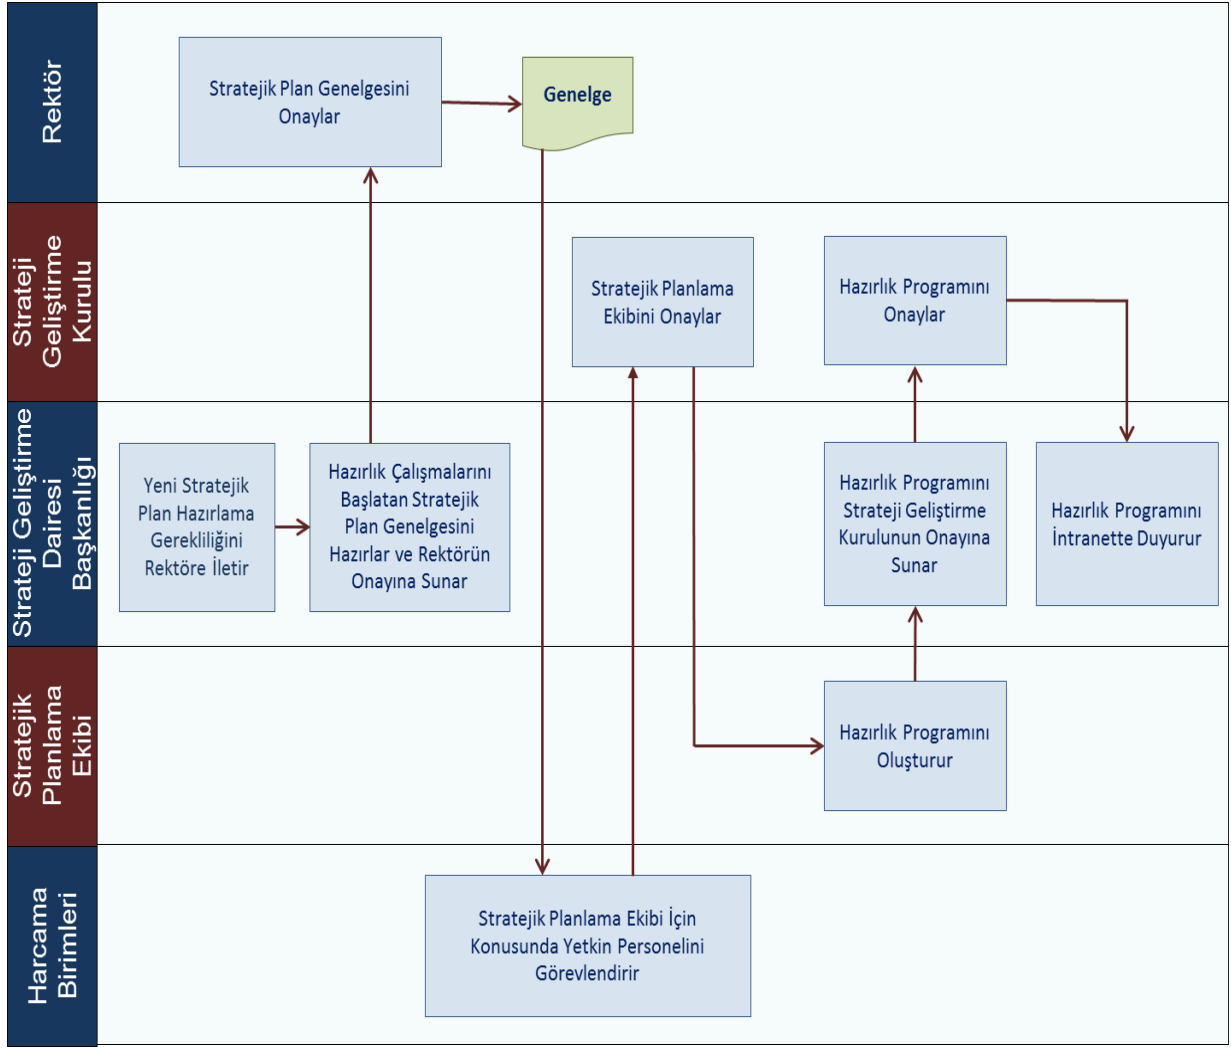 Rektör
Stratejik Plan Genelgesini
Onaylar
Genelge
Strateji
Geliştirme
Kurulu
Stratejik Planlama
Ekibini Onaylar
Hazırlık Programını
Onaylar
Strateji Geliştirme
Dairesi
Başkanlığı
Yeni Stratejik
Plan Hazırlama
Gerekliliğini
Rektöre İletir
Hazırlık Çalışmalarını
Başlatan Stratejik
Plan Genelgesini
Hazırlar ve Rektörün
Onayına Sunar
Hazırlık Programını
Strateji Geliştirme
Kurulunun Onayına
Sunar
Hazırlık Programını
İntranette Duyurur
Stratejik
Planlama
Ekibi
Hazırlık Programını
Oluşturur
Harcama
Birimleri
Stratejik Planlama Ekibi İçin
Konusunda Yetkin Personelini
Görevlendirir